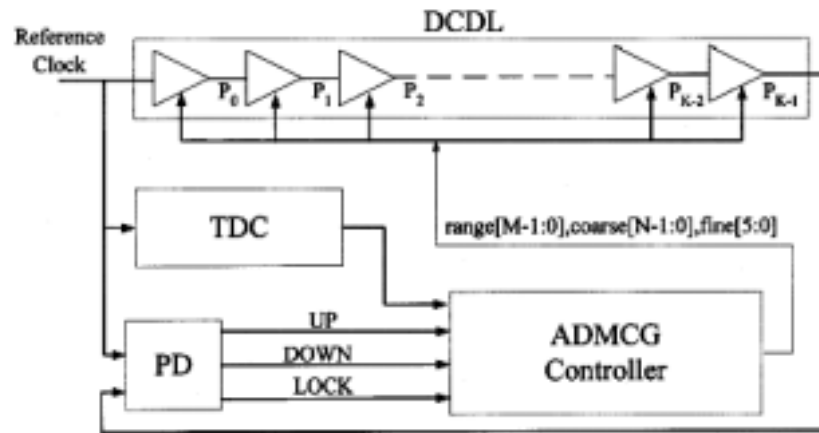 DCDL
Reference
Clock
P0 P1 P2 PK-2 PK-1
TDC
range[M-1:0],coarse[N-1:0],fine[5:0]
PD
UP
DOWN
LOCK
ADMCG
Controller